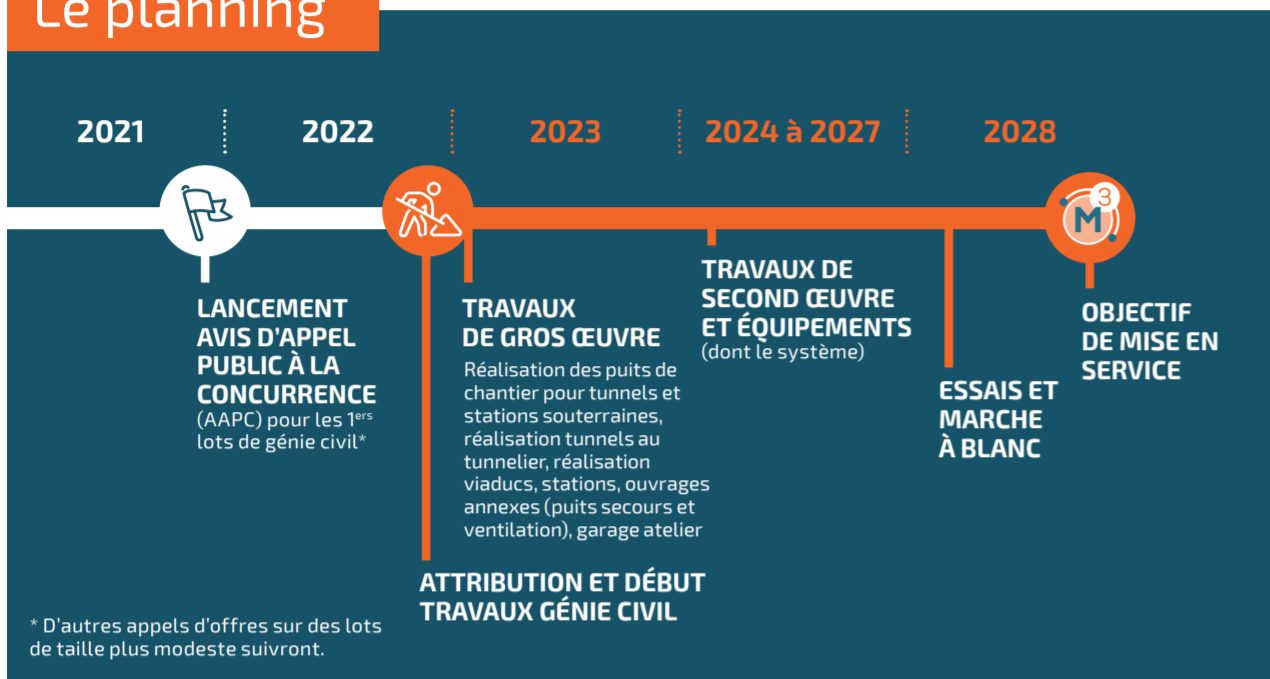 Le planning
2021
2022
2023
2024 à 2027
2028
M3
LANCEMENT
AVIS D'APPEL
PUBLIC À LA
CONCURRENCE
(AAPC) pour les 1ers
lots de génie civil*
TRAVAUX
DE GROS ŒUVRE
Réalisation des puits de
chantier pour tunnels et
stations souterraines,
réalisation tunnels au
tunnelier, réalisation
viaducs, stations, ouvrages
annexes (puits secours et
ventilation), garage atelier
ATTRIBUTION ET DÉBUT
TRAVAUX GÉNIE CIVIL
TRAVAUX DE
SECOND ŒUVRE
ET ÉQUIPEMENTS
(dont le système)
ESSAIS ET
MARCHE
À BLANC
OBJECTIF
DE MISE EN
SERVICE
* D'autres appels d'offres sur des lots
de taille plus modeste suivront.